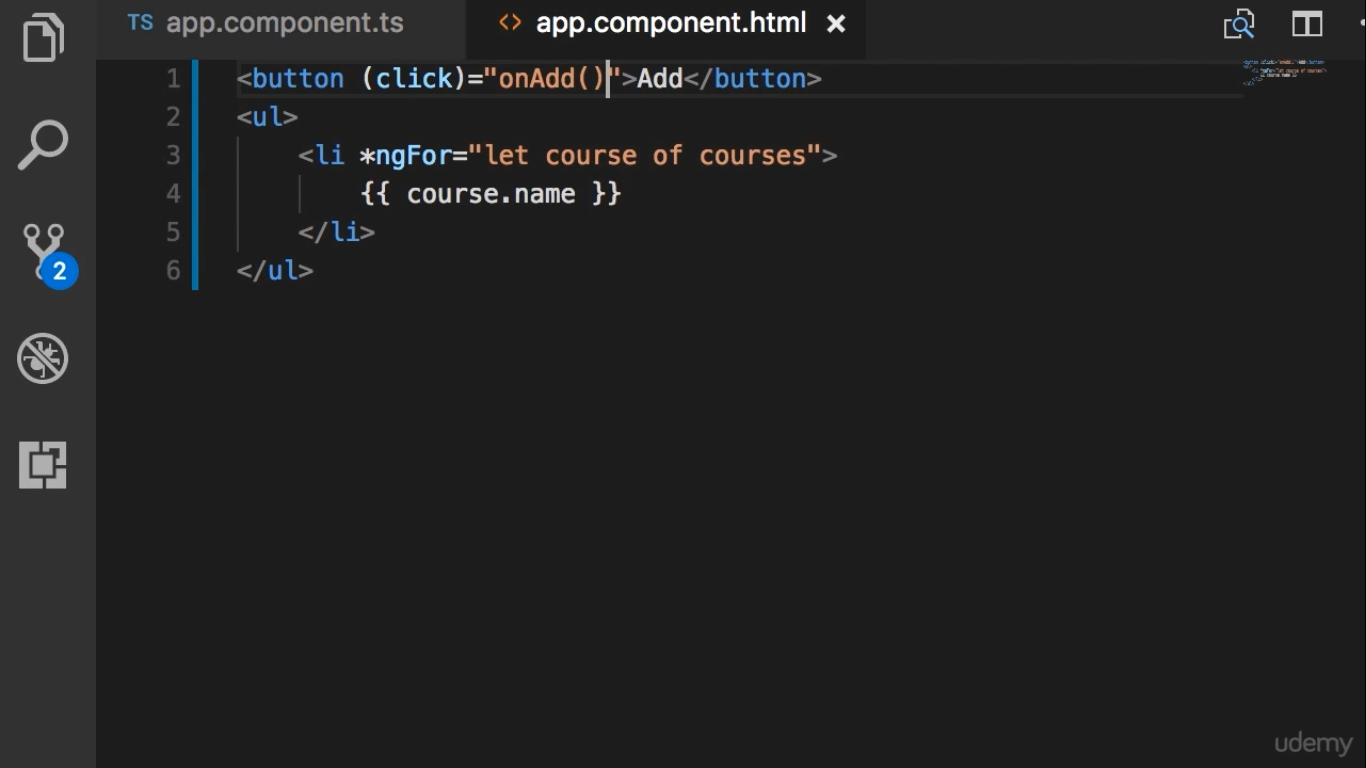 TS app.component.ts
<> app.component.html ×
1 <button (click)="onAdd()">Add</button>
2 <ul>
3 <li *ngFor="let course of courses">
4 {{ course.name }}
5 </li>
6 </ul>
2
udemy